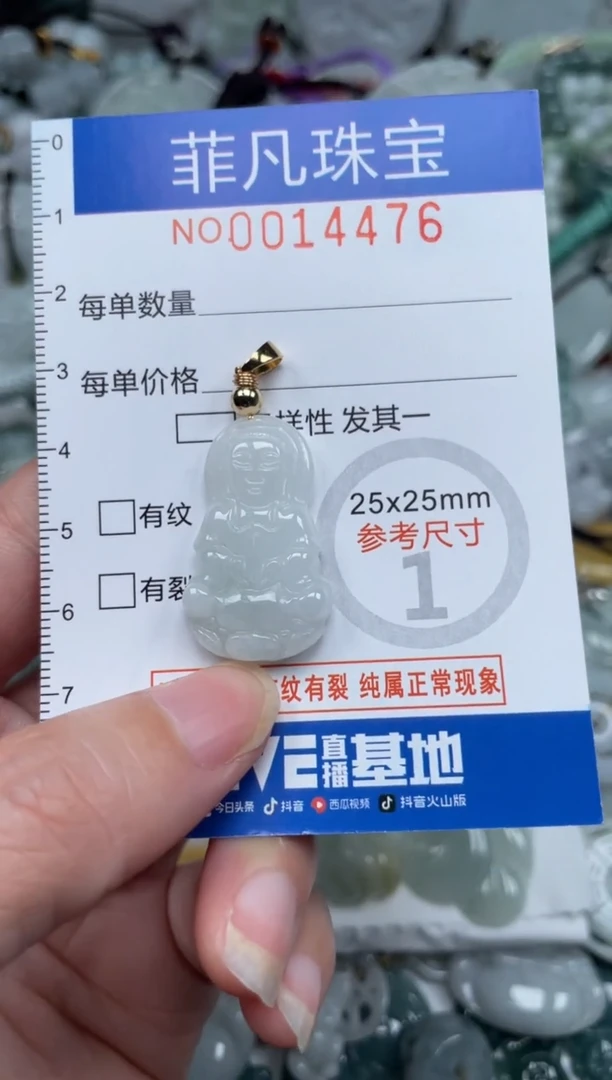 菲凡珠宝
NO0014476
0
1
2
3
4
5
6
7
每单数量
每单价格
样性 发其一
有纹
有裂
25x25mm
参考尺寸
1
纹有裂 纯属正常现象
VE直播基地
今日头条 抖音 西瓜视频 抖音火山版